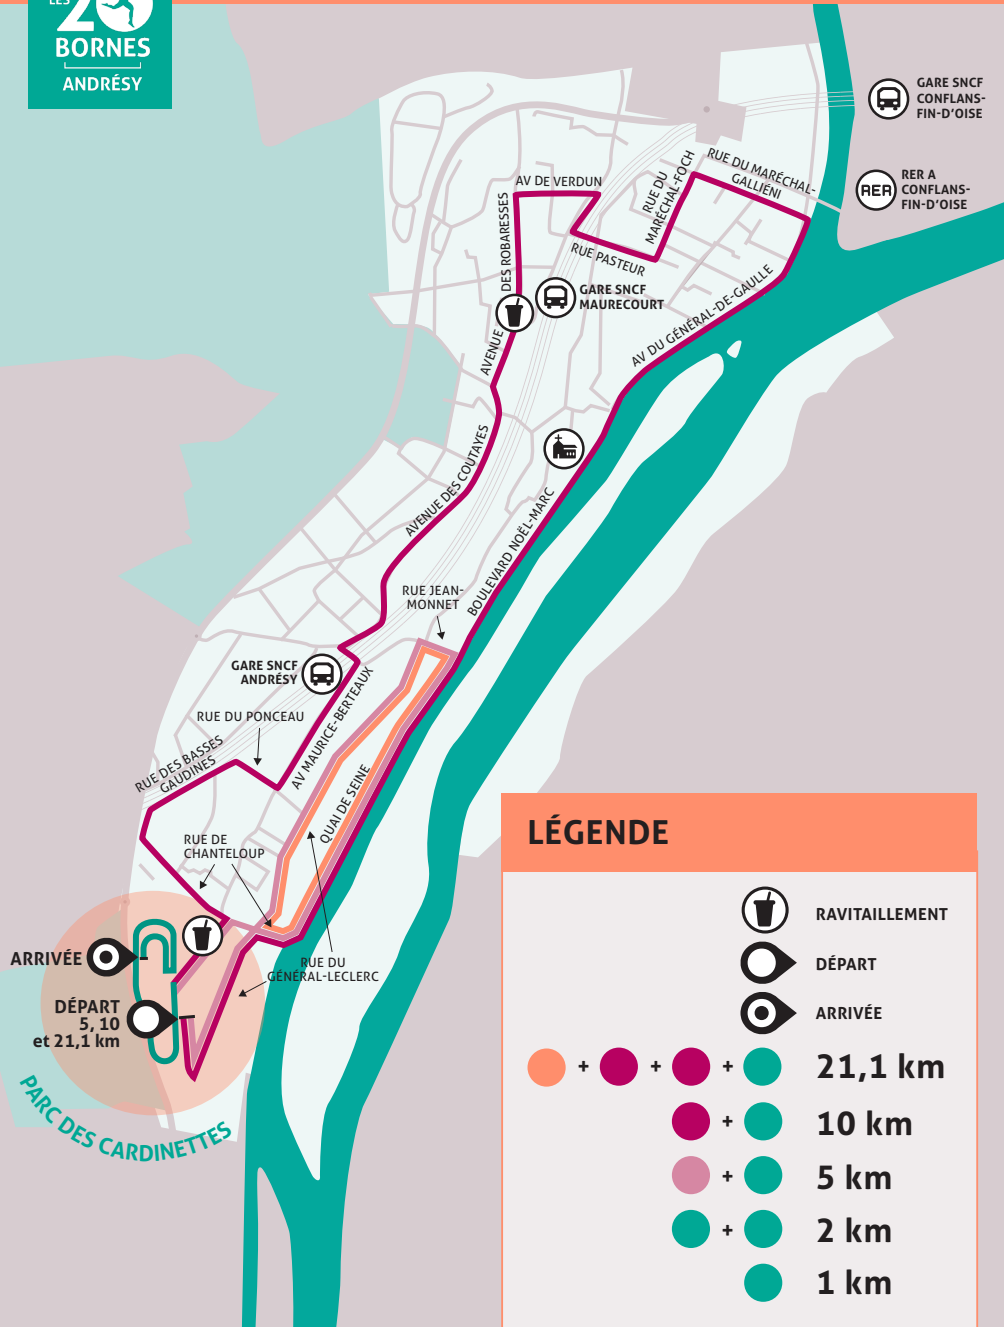 LES
20
BORNES
ANDRÉSY
GARE SNCF
CONFLANS-
FIN-D'OISE
RER
RER A
CONFLANS-
FIN-D'OISE
RUE DU MARÉCHAL-
GALLIÉNI
RUE DU
MARÉCHAL-FOCH
AV DE VERDUN
RUE PASTEUR
AVENUE DES ROBARESSES
GARE SNCF
MAURECOURT
AV DU GÉNÉRAL-DE-GAULLE
AVENUE DES COUTAYES
BOULEVARD NOËL-MARC
RUE JEAN-
MONNET
GARE SNCF
ANDRÉSY
AV MAURICE-BERTEAUX
RUE DU PONCEAU
RUE DES BASSES
GAUDINES
QUAI DE SEINE
RUE DE
CHANTELOUP
RUE DU
GÉNÉRAL-LECLERC
ARRIVÉE
DÉPART
5, 10
et 21,1 km
PARC DES CARDINETTES
LÉGENDE
RAVITAILLEMENT
DÉPART
ARRIVÉE
+ + + 21,1 km
+ 10 km
+ 5 km
+ 2 km
1 km